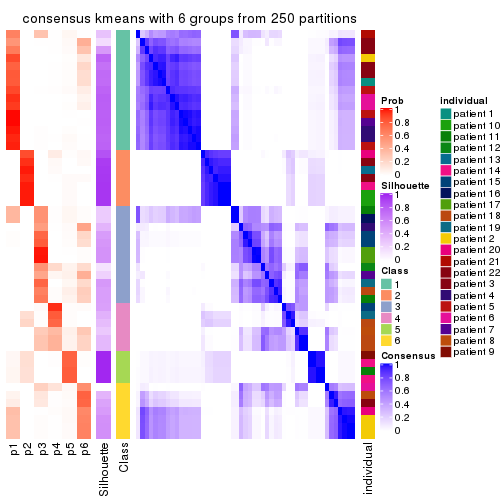 consensus kmeans with 6 groups from 250 partitions
p1
p2
p3
p4
p5
p6
Silhouette
Class
individual
Prob
1
0.8
0.6
0.4
0.2
0
Silhouette
1
0.8
0.6
0.4
0.2
0
Class
1
2
3
4
5
6
Consensus
1
0.8
0.6
0.4
0.2
0
individual
patient 1
patient 10
patient 11
patient 12
patient 13
patient 14
patient 15
patient 16
patient 17
patient 18
patient 19
patient 2
patient 20
patient 21
patient 22
patient 3
patient 4
patient 5
patient 6
patient 7
patient 8
patient 9